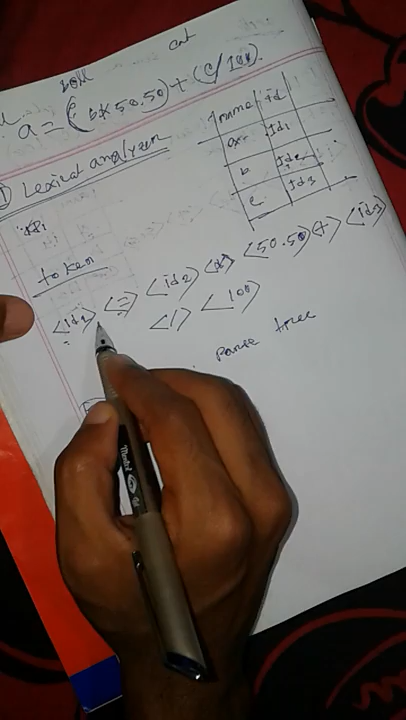 a = (b*50.50) + (c/100).
① Lexical analyzer
name id
Id1
b Id2
c Id3
token
<id1> <=> <id2> <*> <50.50> <+> <id3>
</> <100>
parse tree